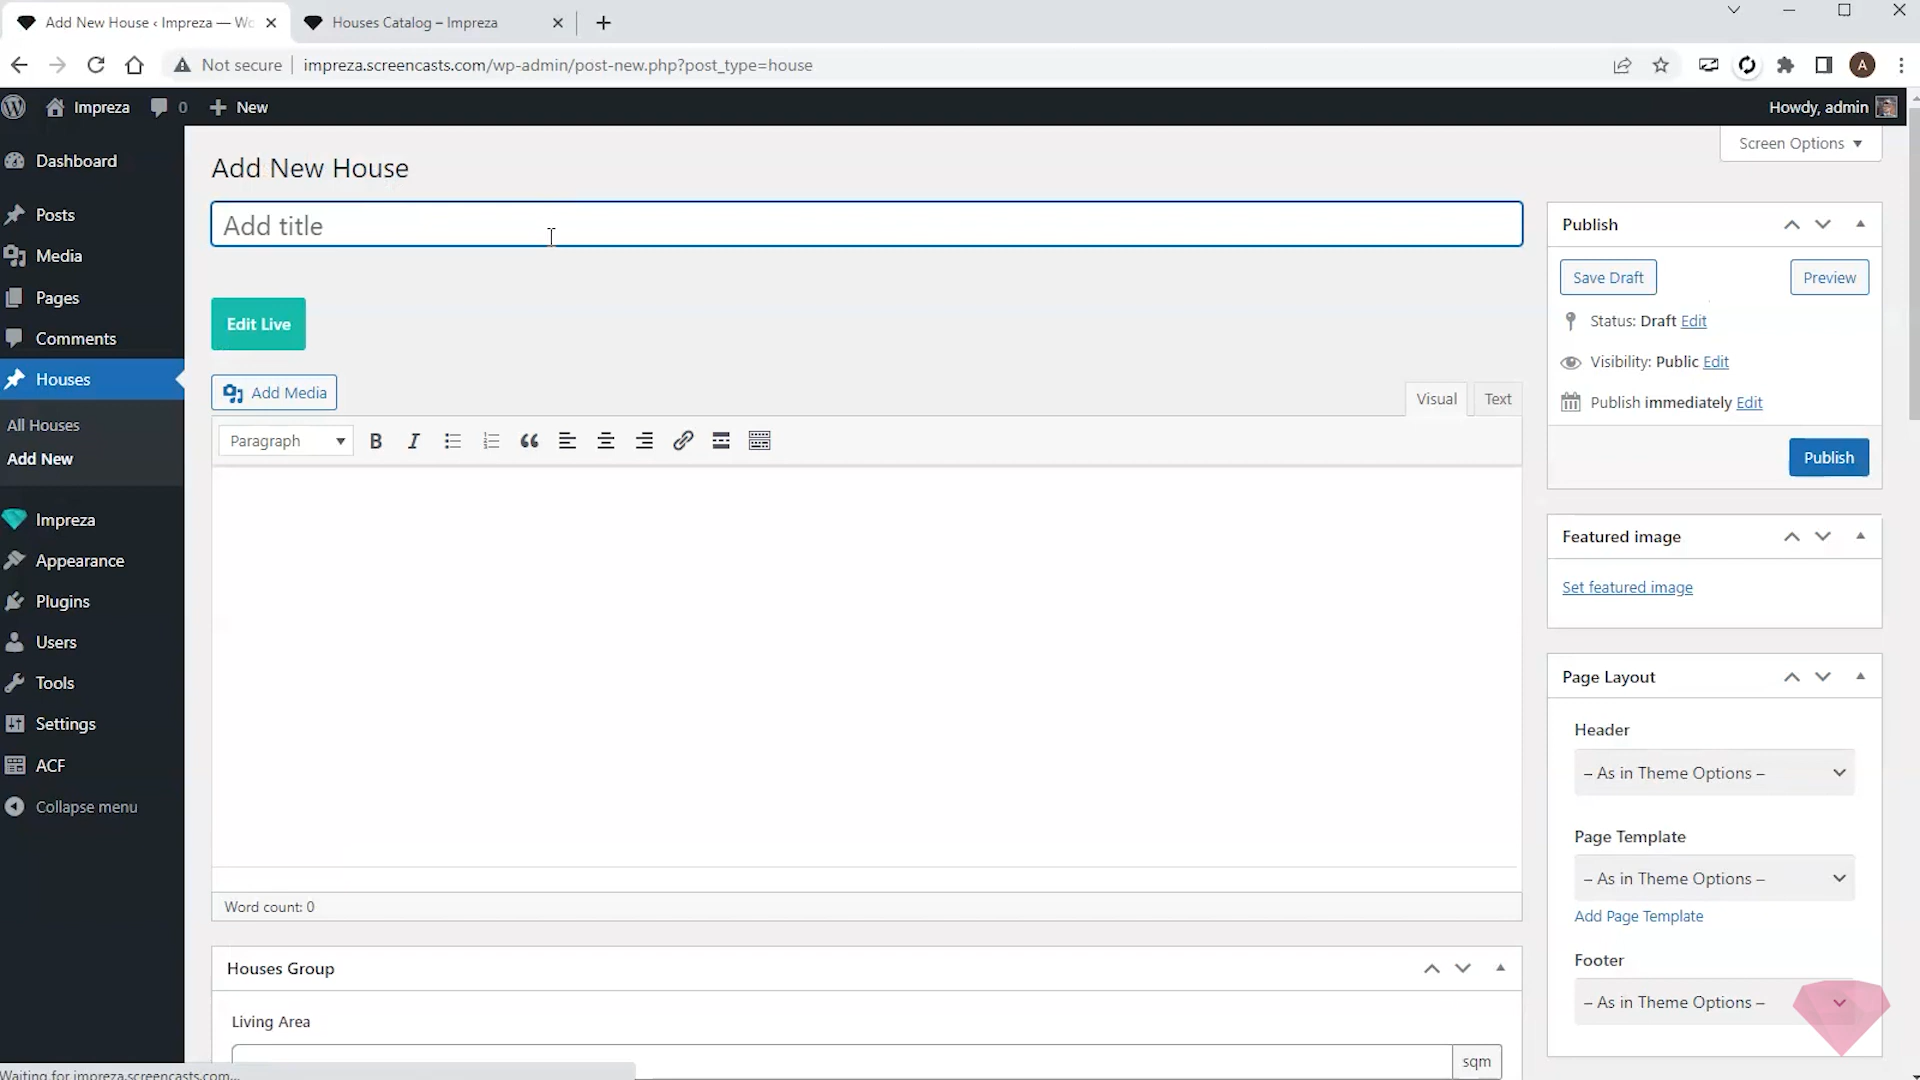 Add New House ‹ Impreza — Wo
Houses Catalog – Impreza
Not secure
impreza.screencasts.com/wp-admin/post-new.php?post_type=house
A
Impreza
0
New
Howdy, admin
Screen Options
Dashboard
Posts
Media
Pages
Comments
Houses
All Houses
Add New
Impreza
Appearance
Plugins
Users
Tools
Settings
ACF
Collapse menu
Add New House
Add title
Edit Live
Add Media
Visual
Text
Paragraph
B
I
Word count: 0
Houses Group
Living Area
sqm
Publish
Save Draft
Preview
Status: Draft Edit
Visibility: Public Edit
Publish immediately Edit
Publish
Featured image
Set featured image
Page Layout
Header
– As in Theme Options –
Page Template
– As in Theme Options –
Add Page Template
Footer
– As in Theme Options –
Waiting for impreza.screencasts.com...